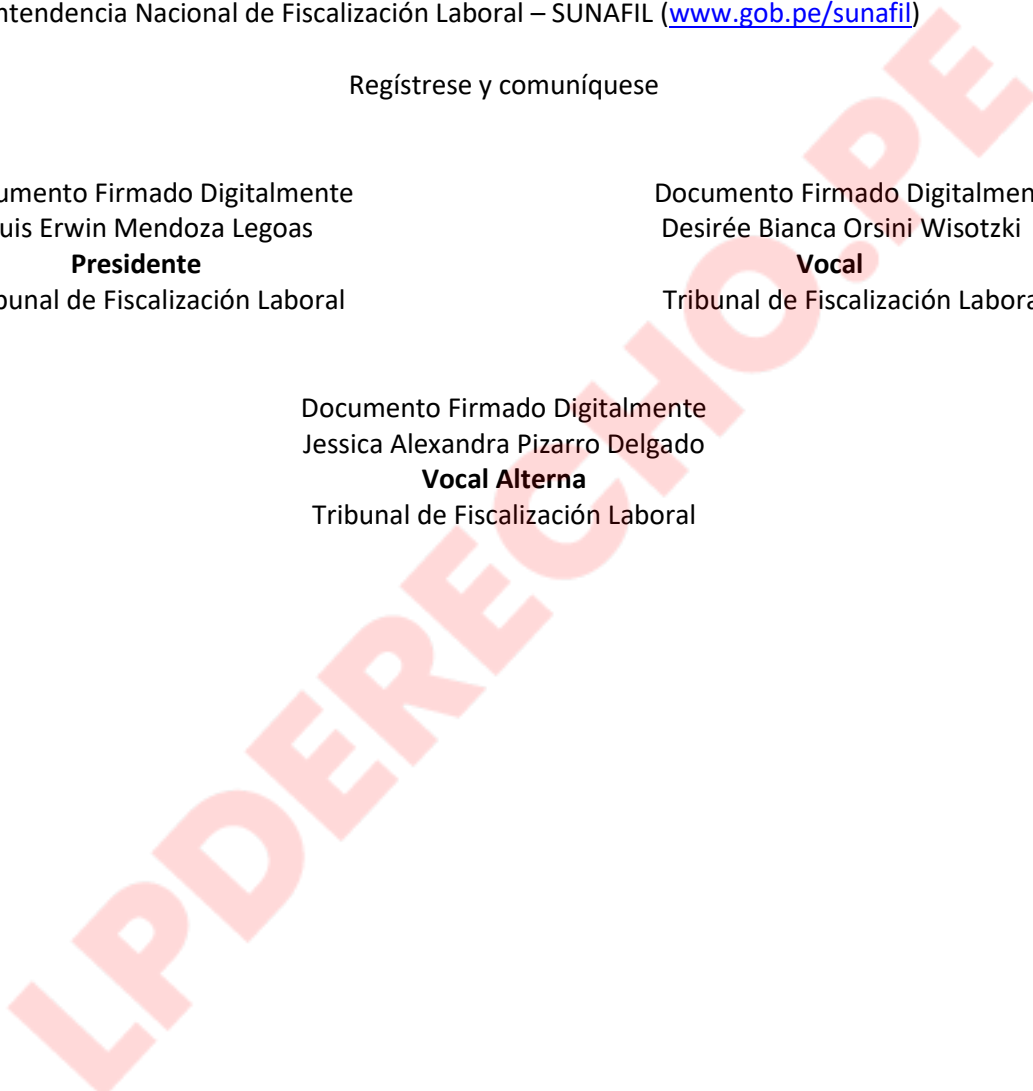 ntendencia Nacional de Fiscalización Laboral – SUNAFIL (www.gob.pe/sunafil)
Regístrese y comuníquese
umento Firmado Digitalmente
uis Erwin Mendoza Legoas
Presidente
bunal de Fiscalización Laboral
Documento Firmado Digitalmen
Desirée Bianca Orsini Wisotzki
Vocal
Tribunal de Fiscalización Labora
Documento Firmado Digitalmente
Jessica Alexandra Pizarro Delgado
Vocal Alterna
Tribunal de Fiscalización Laboral
LPDERECHO.PE